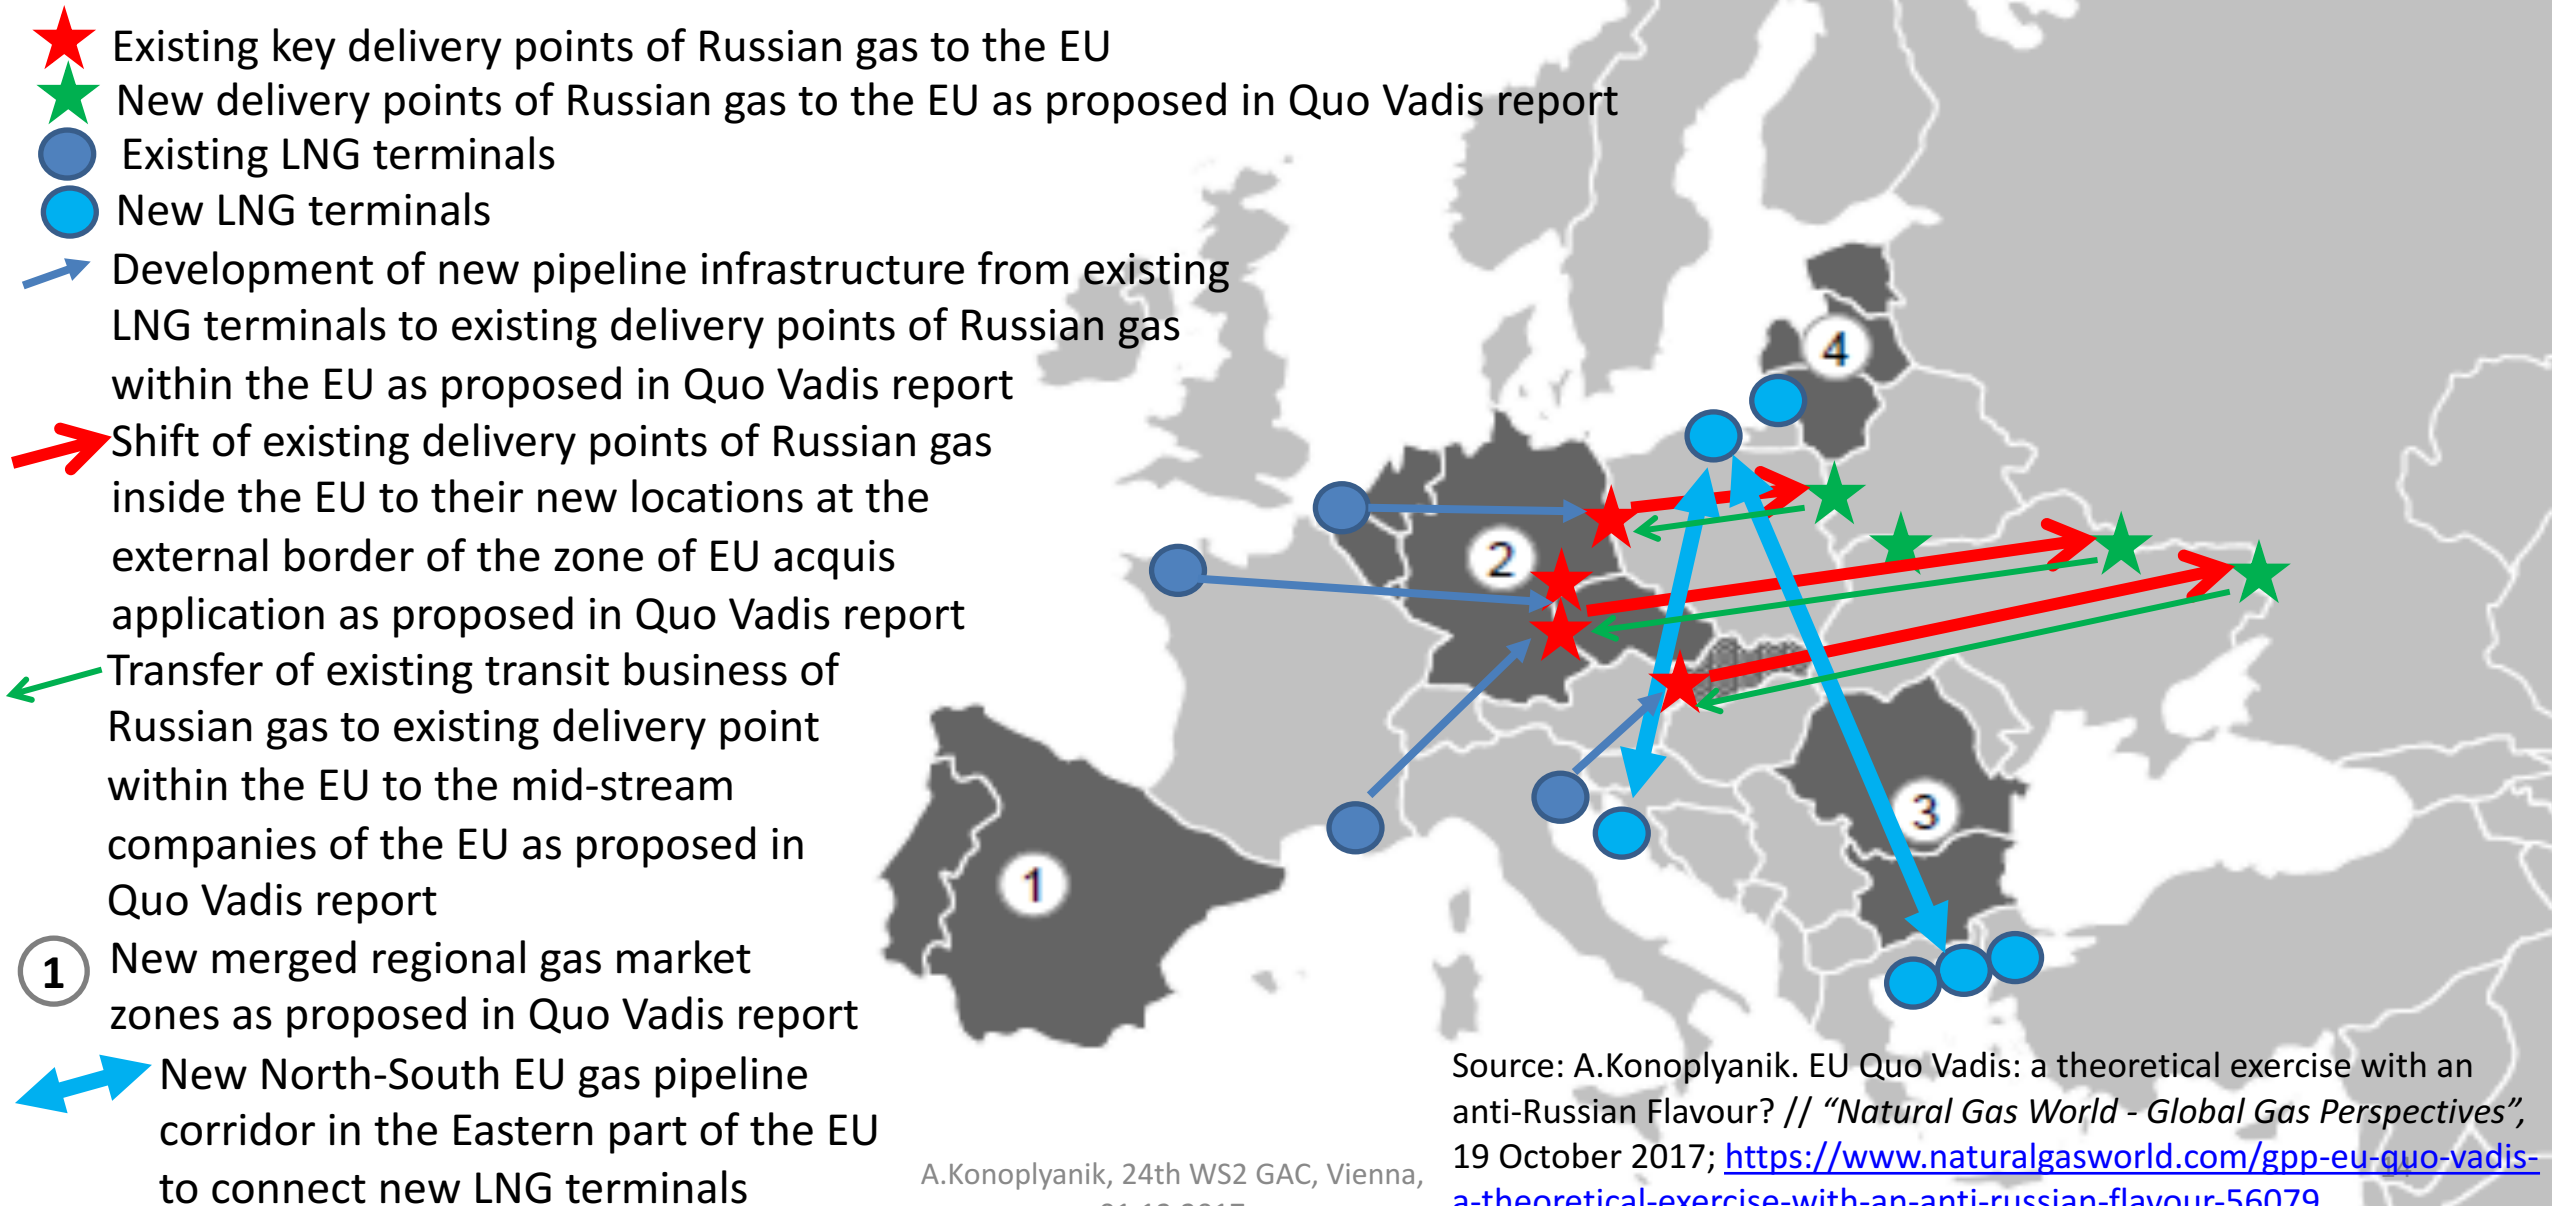 Existing key delivery points of Russian gas to the EU
New delivery points of Russian gas to the EU as proposed in Quo Vadis report
Existing LNG terminals
New LNG terminals
Development of new pipeline infrastructure from existing
LNG terminals to existing delivery points of Russian gas
within the EU as proposed in Quo Vadis report
Shift of existing delivery points of Russian gas
inside the EU to their new locations at the
external border of the zone of EU acquis
application as proposed in Quo Vadis report
Transfer of existing transit business of
Russian gas to existing delivery point
within the EU to the mid-stream
companies of the EU as proposed in
Quo Vadis report
1
New merged regional gas market
zones as proposed in Quo Vadis report
New North-South EU gas pipeline
corridor in the Eastern part of the EU
to connect new LNG terminals
4
2
3
1
Source: A.Konoplyanik. EU Quo Vadis: a theoretical exercise with an
anti-Russian Flavour? // “Natural Gas World - Global Gas Perspectives”,
19 October 2017; https://www.naturalgasworld.com/gpp-eu-quo-vadis-
a-theoretical-exercise-with-an-anti-russian-flavour-56079
A.Konoplyanik, 24th WS2 GAC, Vienna,